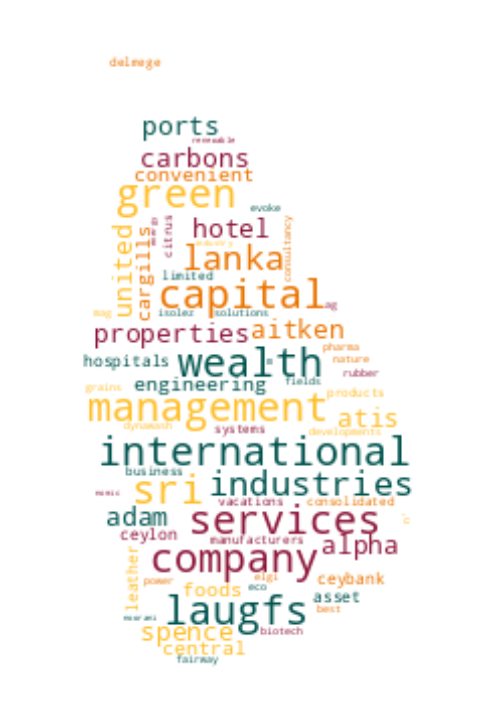 delmege
ports
renewable
carbons
convenient
green
evoke
united
cargills
citrus
hotel
consultancy
industry
lanka
limited
capital
ag
mag
isolez
solutions
properties
aitken
pharma
hospitals
wealth
nature
rubber
engineering
fields
grains
products
management
atis
dynawash
systems
developments
international
business
sri
industries
vacations
consolidated
adam
services
ceylon
manufacturers
alpha
company
leather
power
elgi
eco
ceybank
foods
asset
laugfs
best
spence
biotech
central
fairway